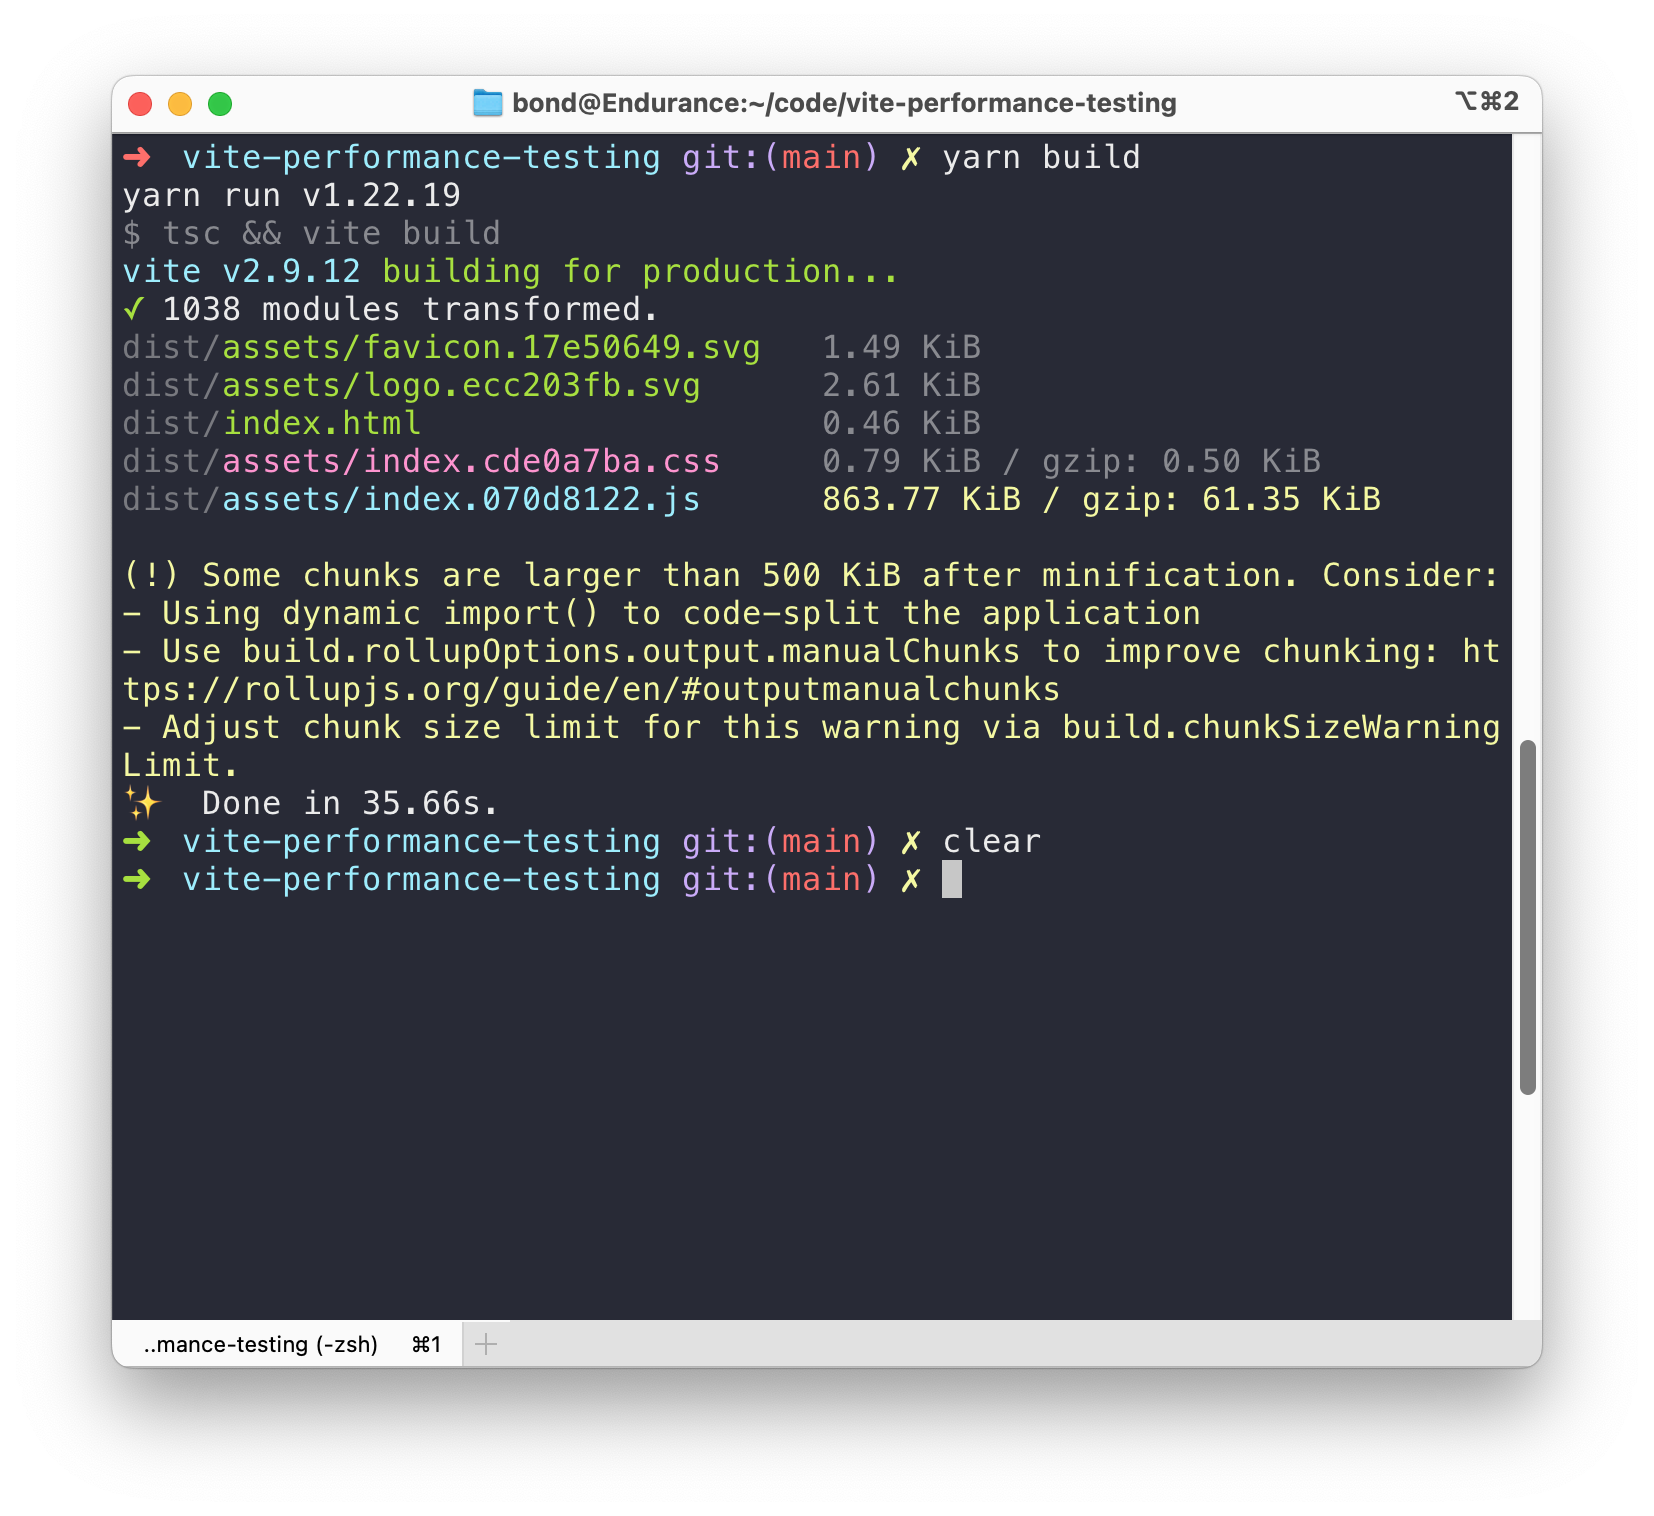 bond@Endurance:~/code/vite-performance-testing ⌥⌘2
➜ vite-performance-testing git:(main) ✗ yarn build
yarn run v1.22.19
$ tsc && vite build
vite v2.9.12 building for production...
✓ 1038 modules transformed.
dist/assets/favicon.17e50649.svg 1.49 KiB
dist/assets/logo.ecc203fb.svg 2.61 KiB
dist/index.html 0.46 KiB
dist/assets/index.cde0a7ba.css 0.79 KiB / gzip: 0.50 KiB
dist/assets/index.070d8122.js 863.77 KiB / gzip: 61.35 KiB
(!) Some chunks are larger than 500 KiB after minification. Consider:
- Using dynamic import() to code-split the application
- Use build.rollupOptions.output.manualChunks to improve chunking: ht
tps://rollupjs.org/guide/en/#outputmanualchunks
- Adjust chunk size limit for this warning via build.chunkSizeWarning
Limit.
✨ Done in 35.66s.
➜ vite-performance-testing git:(main) ✗ clear
➜ vite-performance-testing git:(main) ✗
..mance-testing (-zsh) ⌘1